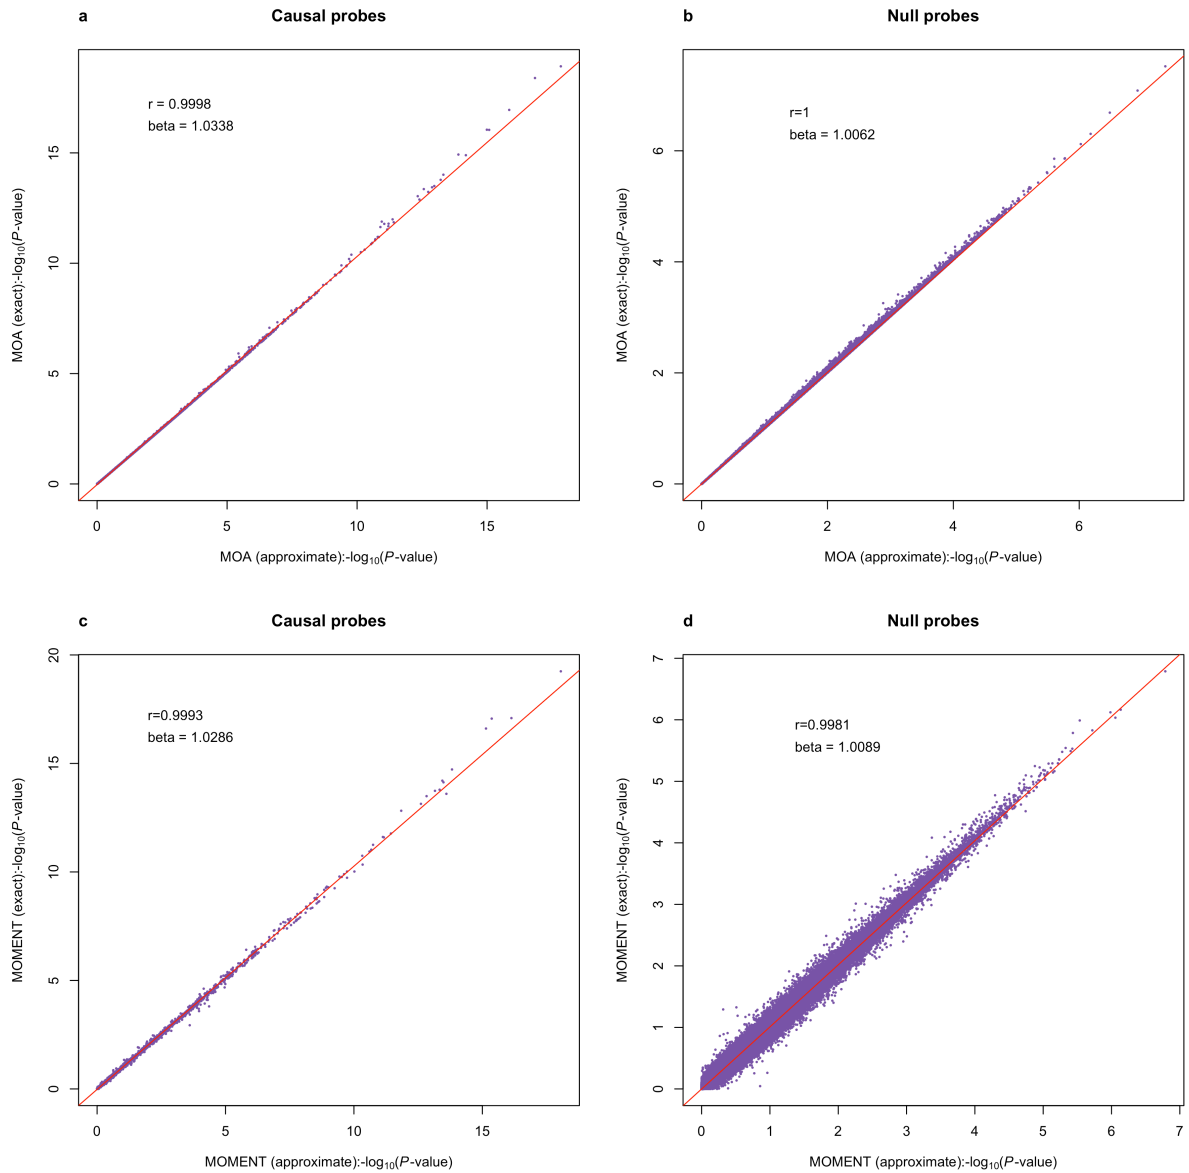 a Causal probes
r = 0.9998
beta = 1.0338
MOA (exact):-log10(P-value)
15
10
5
0
0 5 10 15
MOA (approximate):-log10(P-value)
b Null probes
r=1
beta = 1.0062
MOA (exact):-log10(P-value)
6
4
2
0
0 2 4 6
MOA (approximate):-log10(P-value)
c Causal probes
r=0.9993
beta = 1.0286
MOMENT (exact):-log10(P-value)
20
15
10
5
0
0 5 10 15
MOMENT (approximate):-log10(P-value)
d Null probes
r=0.9981
beta = 1.0089
MOMENT (exact):-log10(P-value)
7
6
5
4
3
2
1
0
0 1 2 3 4 5 6 7
MOMENT (approximate):-log10(P-value)